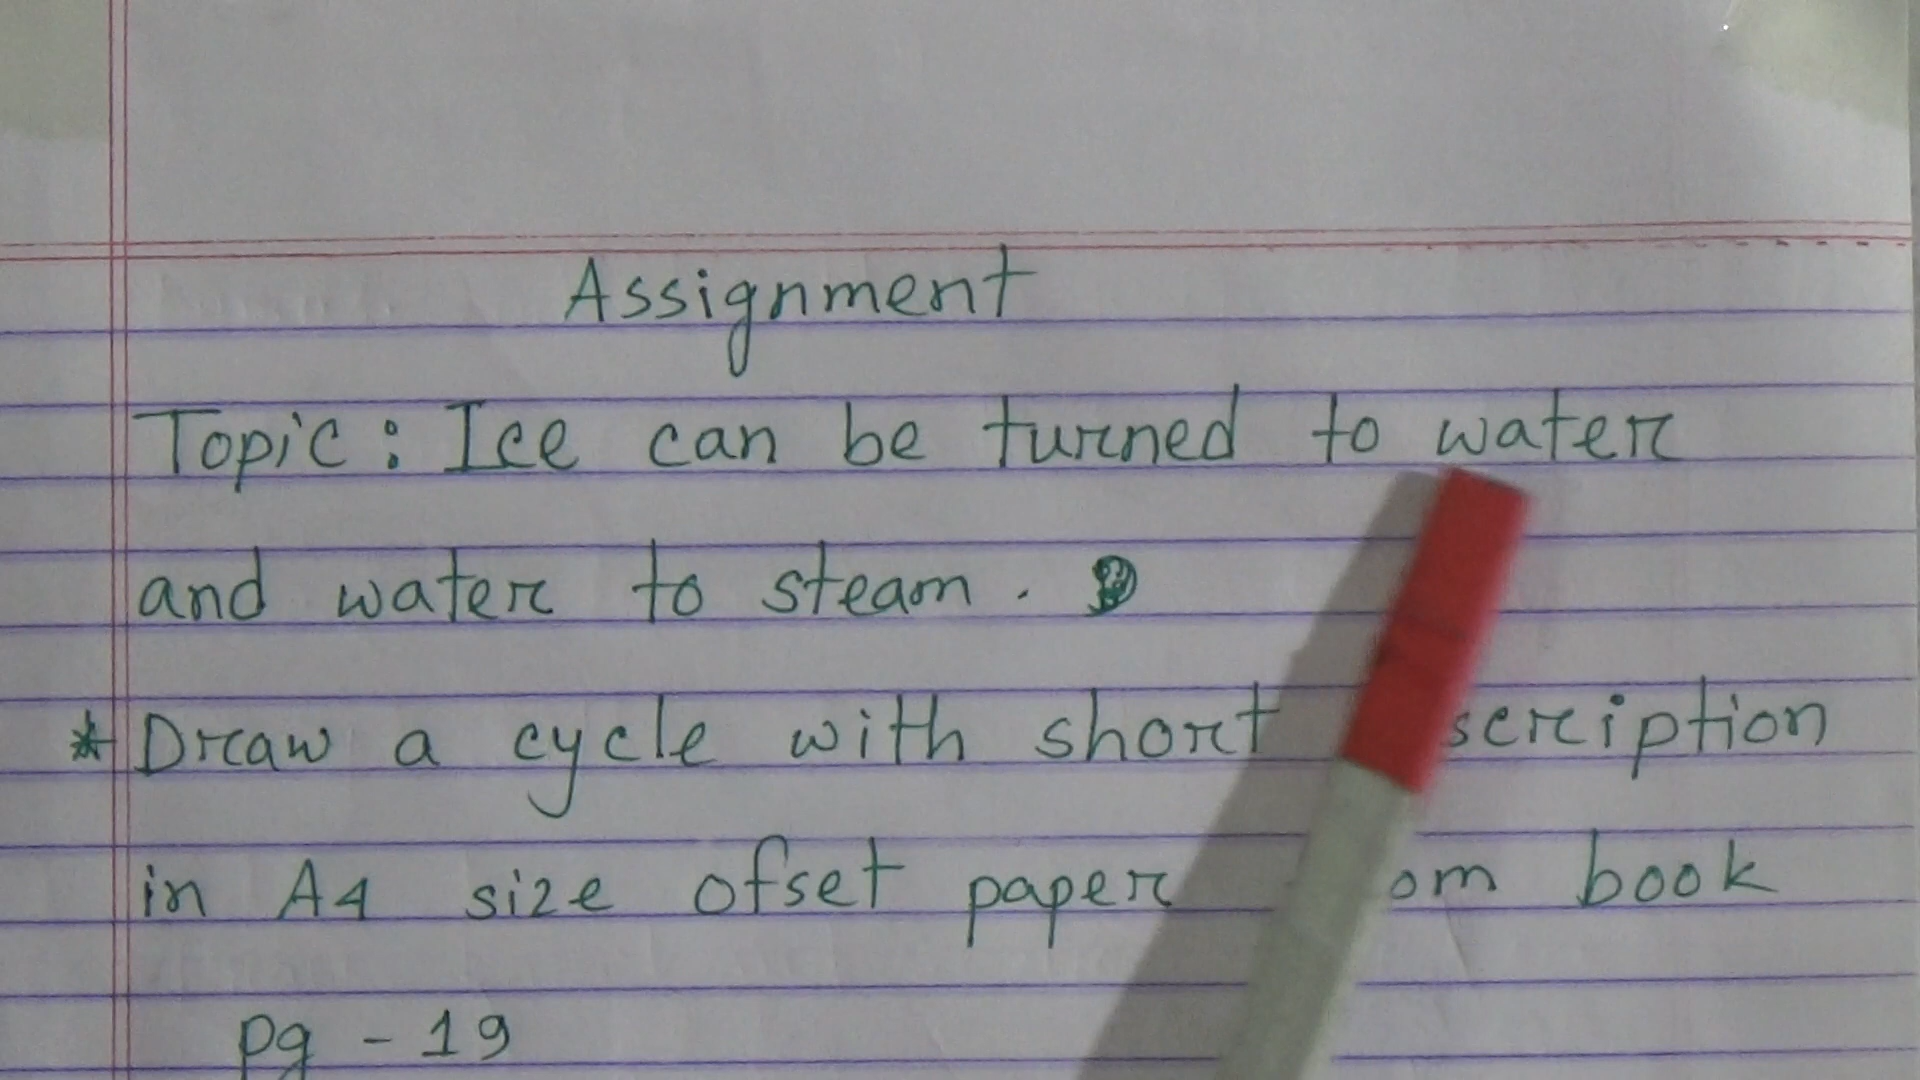 Assignment
Topic: Ice can be turned to water
and water to steam.
* Draw a cycle with short scription
in A4 size ofset paper om book
pg - 19